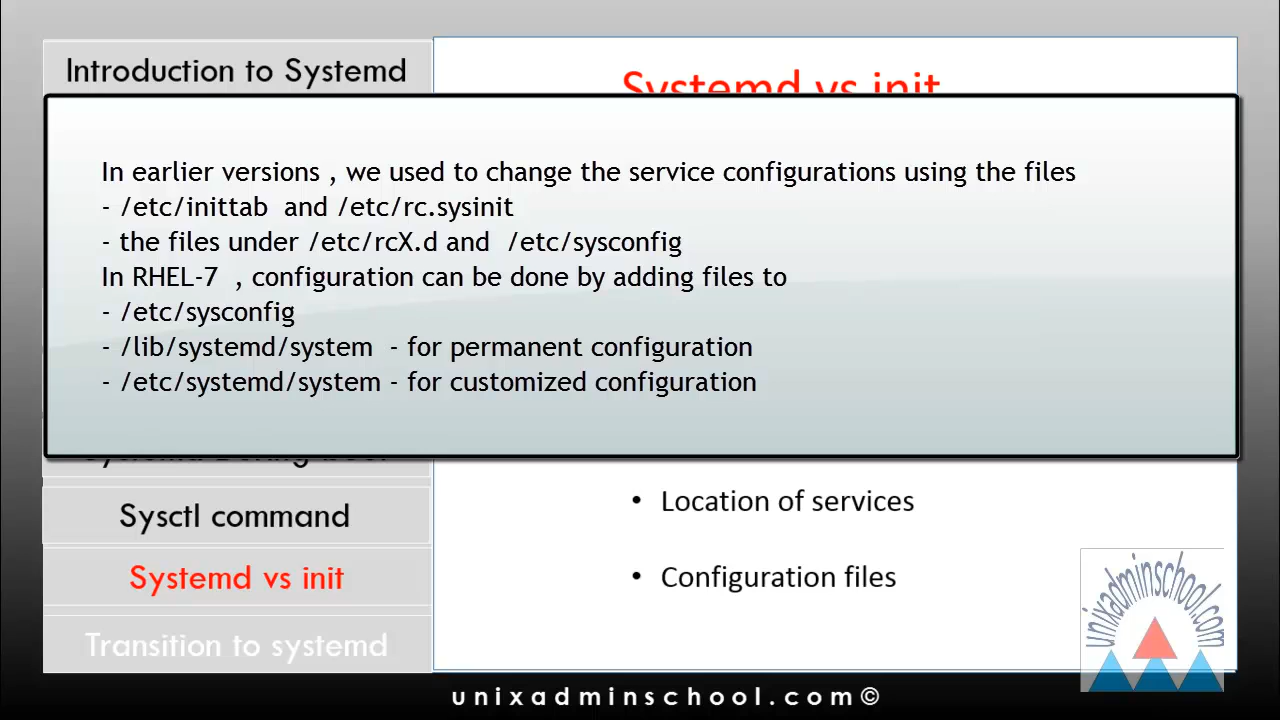 Introduction to Systemd
Systemd vs init
In earlier versions , we used to change the service configurations using the files
- /etc/inittab and /etc/rc.sysinit
- the files under /etc/rcX.d and /etc/sysconfig
In RHEL-7 , configuration can be done by adding files to
- /etc/sysconfig
- /lib/systemd/system - for permanent configuration
- /etc/systemd/system - for customized configuration
Sysctl command
Systemd vs init
Transition to systemd
• Location of services
• Configuration files
unixadminschool.com
unixadminschool.com©